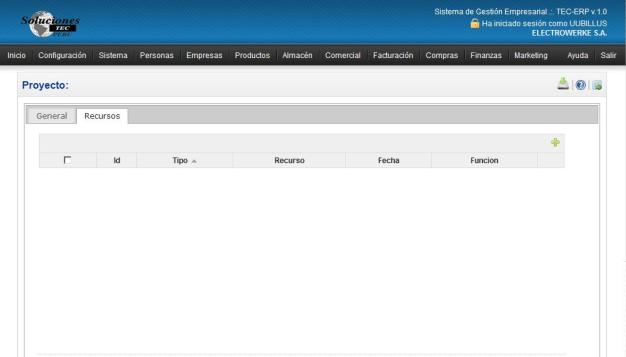 Soluciones
TEC
PERU
Sistema de Gestión Empresarial .:. TEC-ERP v.1.0
Ha iniciado sesión como UUBILLUS
ELECTROWERKE S.A.
Inicio Configuración Sistema Personas Empresas Productos Almacén Comercial Facturación Compras Finanzas Marketing Ayuda Salir
Proyecto:
General Recursos
Id Tipo Recurso Fecha Funcion